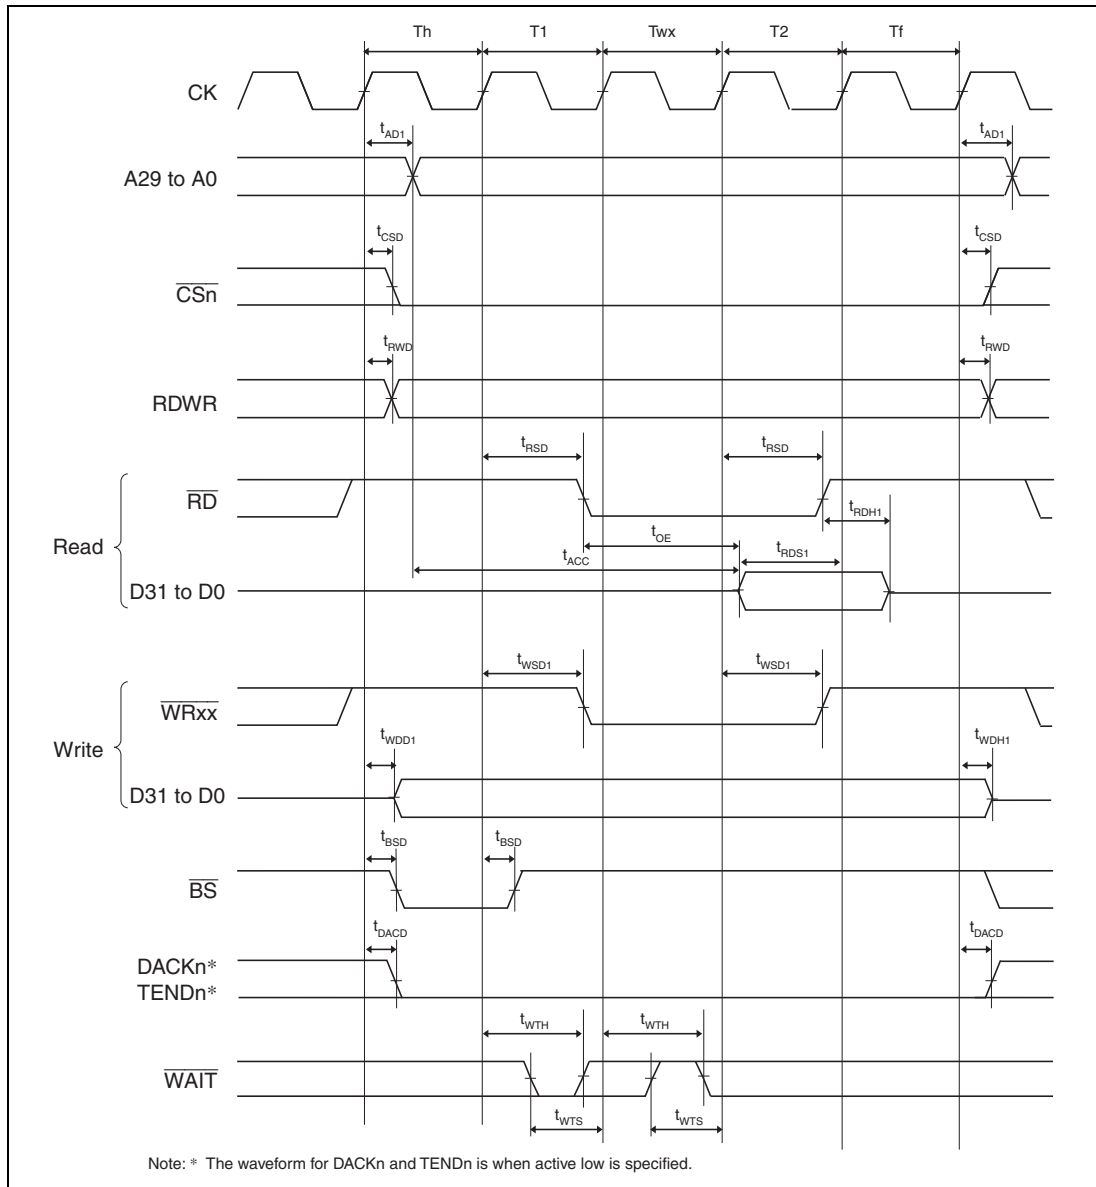 Th T1 Twx T2 Tf
CK
tAD1 tAD1
A29 to A0
tCSD tCSD
CSn
tRWD tRWD
RDWR
tRSD tRSD
RD
tRDH1
Read
tOE
tACC tRDS1
D31 to D0
tWSD1 tWSD1
WRxx
Write
tWDD1 tWDH1
D31 to D0
tBSD tBSD
BS
tDACD tDACD
DACKn*
TENDn*
tWTH tWTH
WAIT
tWTS tWTS
Note: * The waveform for DACKn and TENDn is when active low is specified.